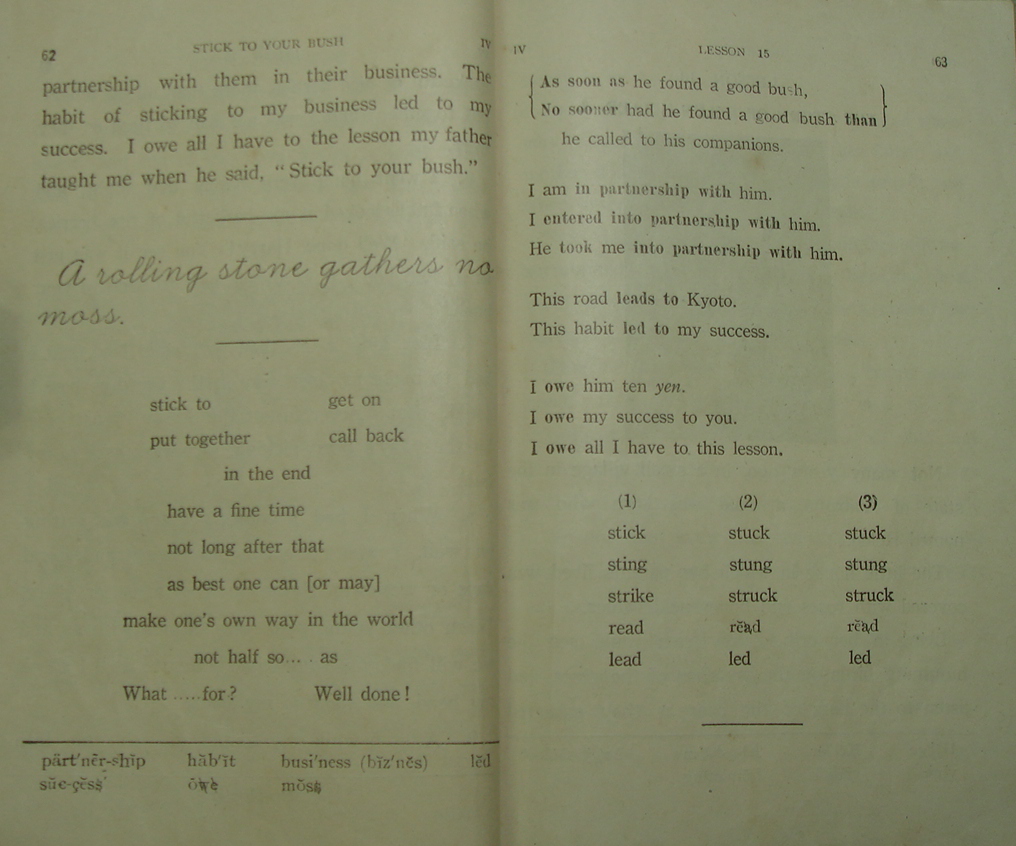 62 STICK TO YOUR BUSH IV
partnership with them in their business. The
habit of sticking to my business led to my
success. I owe all I have to the lesson my father
taught me when he said, “Stick to your bush.”
A rolling stone gathers no
moss.
stick to get on
put together call back
in the end
have a fine time
not long after that
as best one can [or may]
make one's own way in the world
not half so.... as
What .....for? Well done!
pärt′nẽr-shĭp hăb′ĭt busi′ness (bĭz′nĕs) lĕd
sŭc-çĕss′ ōwe mŏss
IV LESSON 15 63
As soon as he found a good bush,
No sooner had he found a good bush than
he called to his companions.
I am in partnership with him.
I entered into partnership with him.
He took me into partnership with him.
This road leads to Kyoto.
This habit led to my success.
I owe him ten yen.
I owe my success to you.
I owe all I have to this lesson.
(1) (2) (3)
stick stuck stuck
sting stung stung
strike struck struck
read rĕad rĕad
lead led led